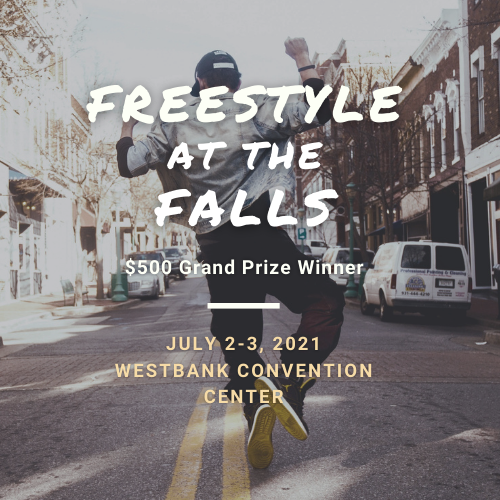 FREESTYLE
AT THE
FALLS
$500 Grand Prize Winner
JULY 2-3, 2021
WESTBANK CONVENTION
CENTER